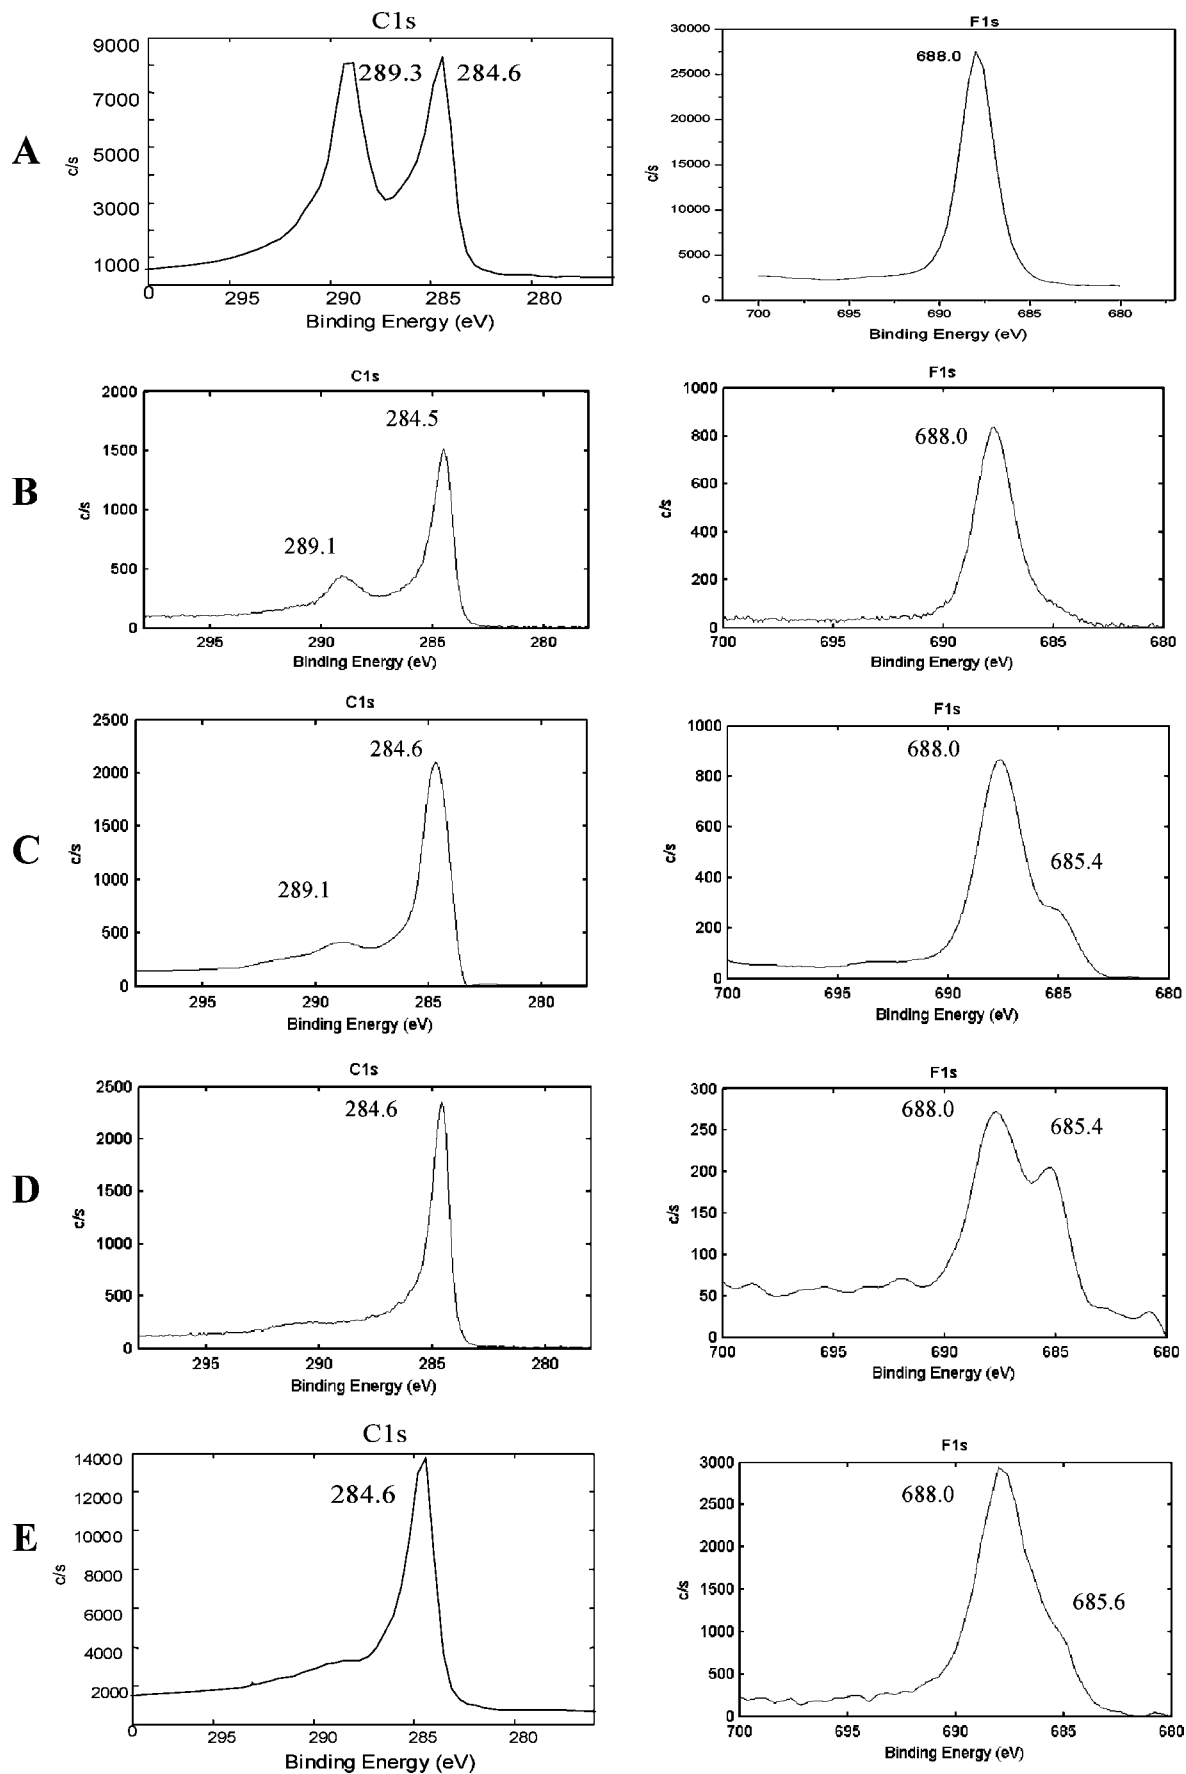 C1s
9000
7000
5000
3000
1000
0 295 290 285 280
c/s
Binding Energy (eV)
289.3 284.6
A
F1s
30000
25000
20000
15000
10000
5000
0
700 695 690 685 680
c/s
Binding Energy (eV)
688.0
B
C1s
2000
1500
1000
500
0
295 290 285 280
c/s
Binding Energy (eV)
284.5
289.1
F1s
1000
800
600
400
200
0
700 695 690 685 680
c/s
Binding Energy (eV)
688.0
C
C1s
2500
2000
1500
1000
500
0
295 290 285 280
c/s
Binding Energy (eV)
284.6
289.1
F1s
1000
800
600
400
200
0
700 695 690 685 680
c/s
Binding Energy (eV)
688.0
685.4
D
C1s
2500
2000
1500
1000
500
0
295 290 285 280
c/s
Binding Energy (eV)
284.6
F1s
300
250
200
150
100
50
0
700 695 690 685 680
c/s
Binding Energy (eV)
688.0
685.4
E
C1s
14000
12000
10000
8000
6000
4000
2000
0 295 290 285 280
c/s
Binding Energy (eV)
284.6
F1s
3000
2500
2000
1500
1000
500
0
700 695 690 685 680
c/s
Binding Energy (eV)
688.0
685.6